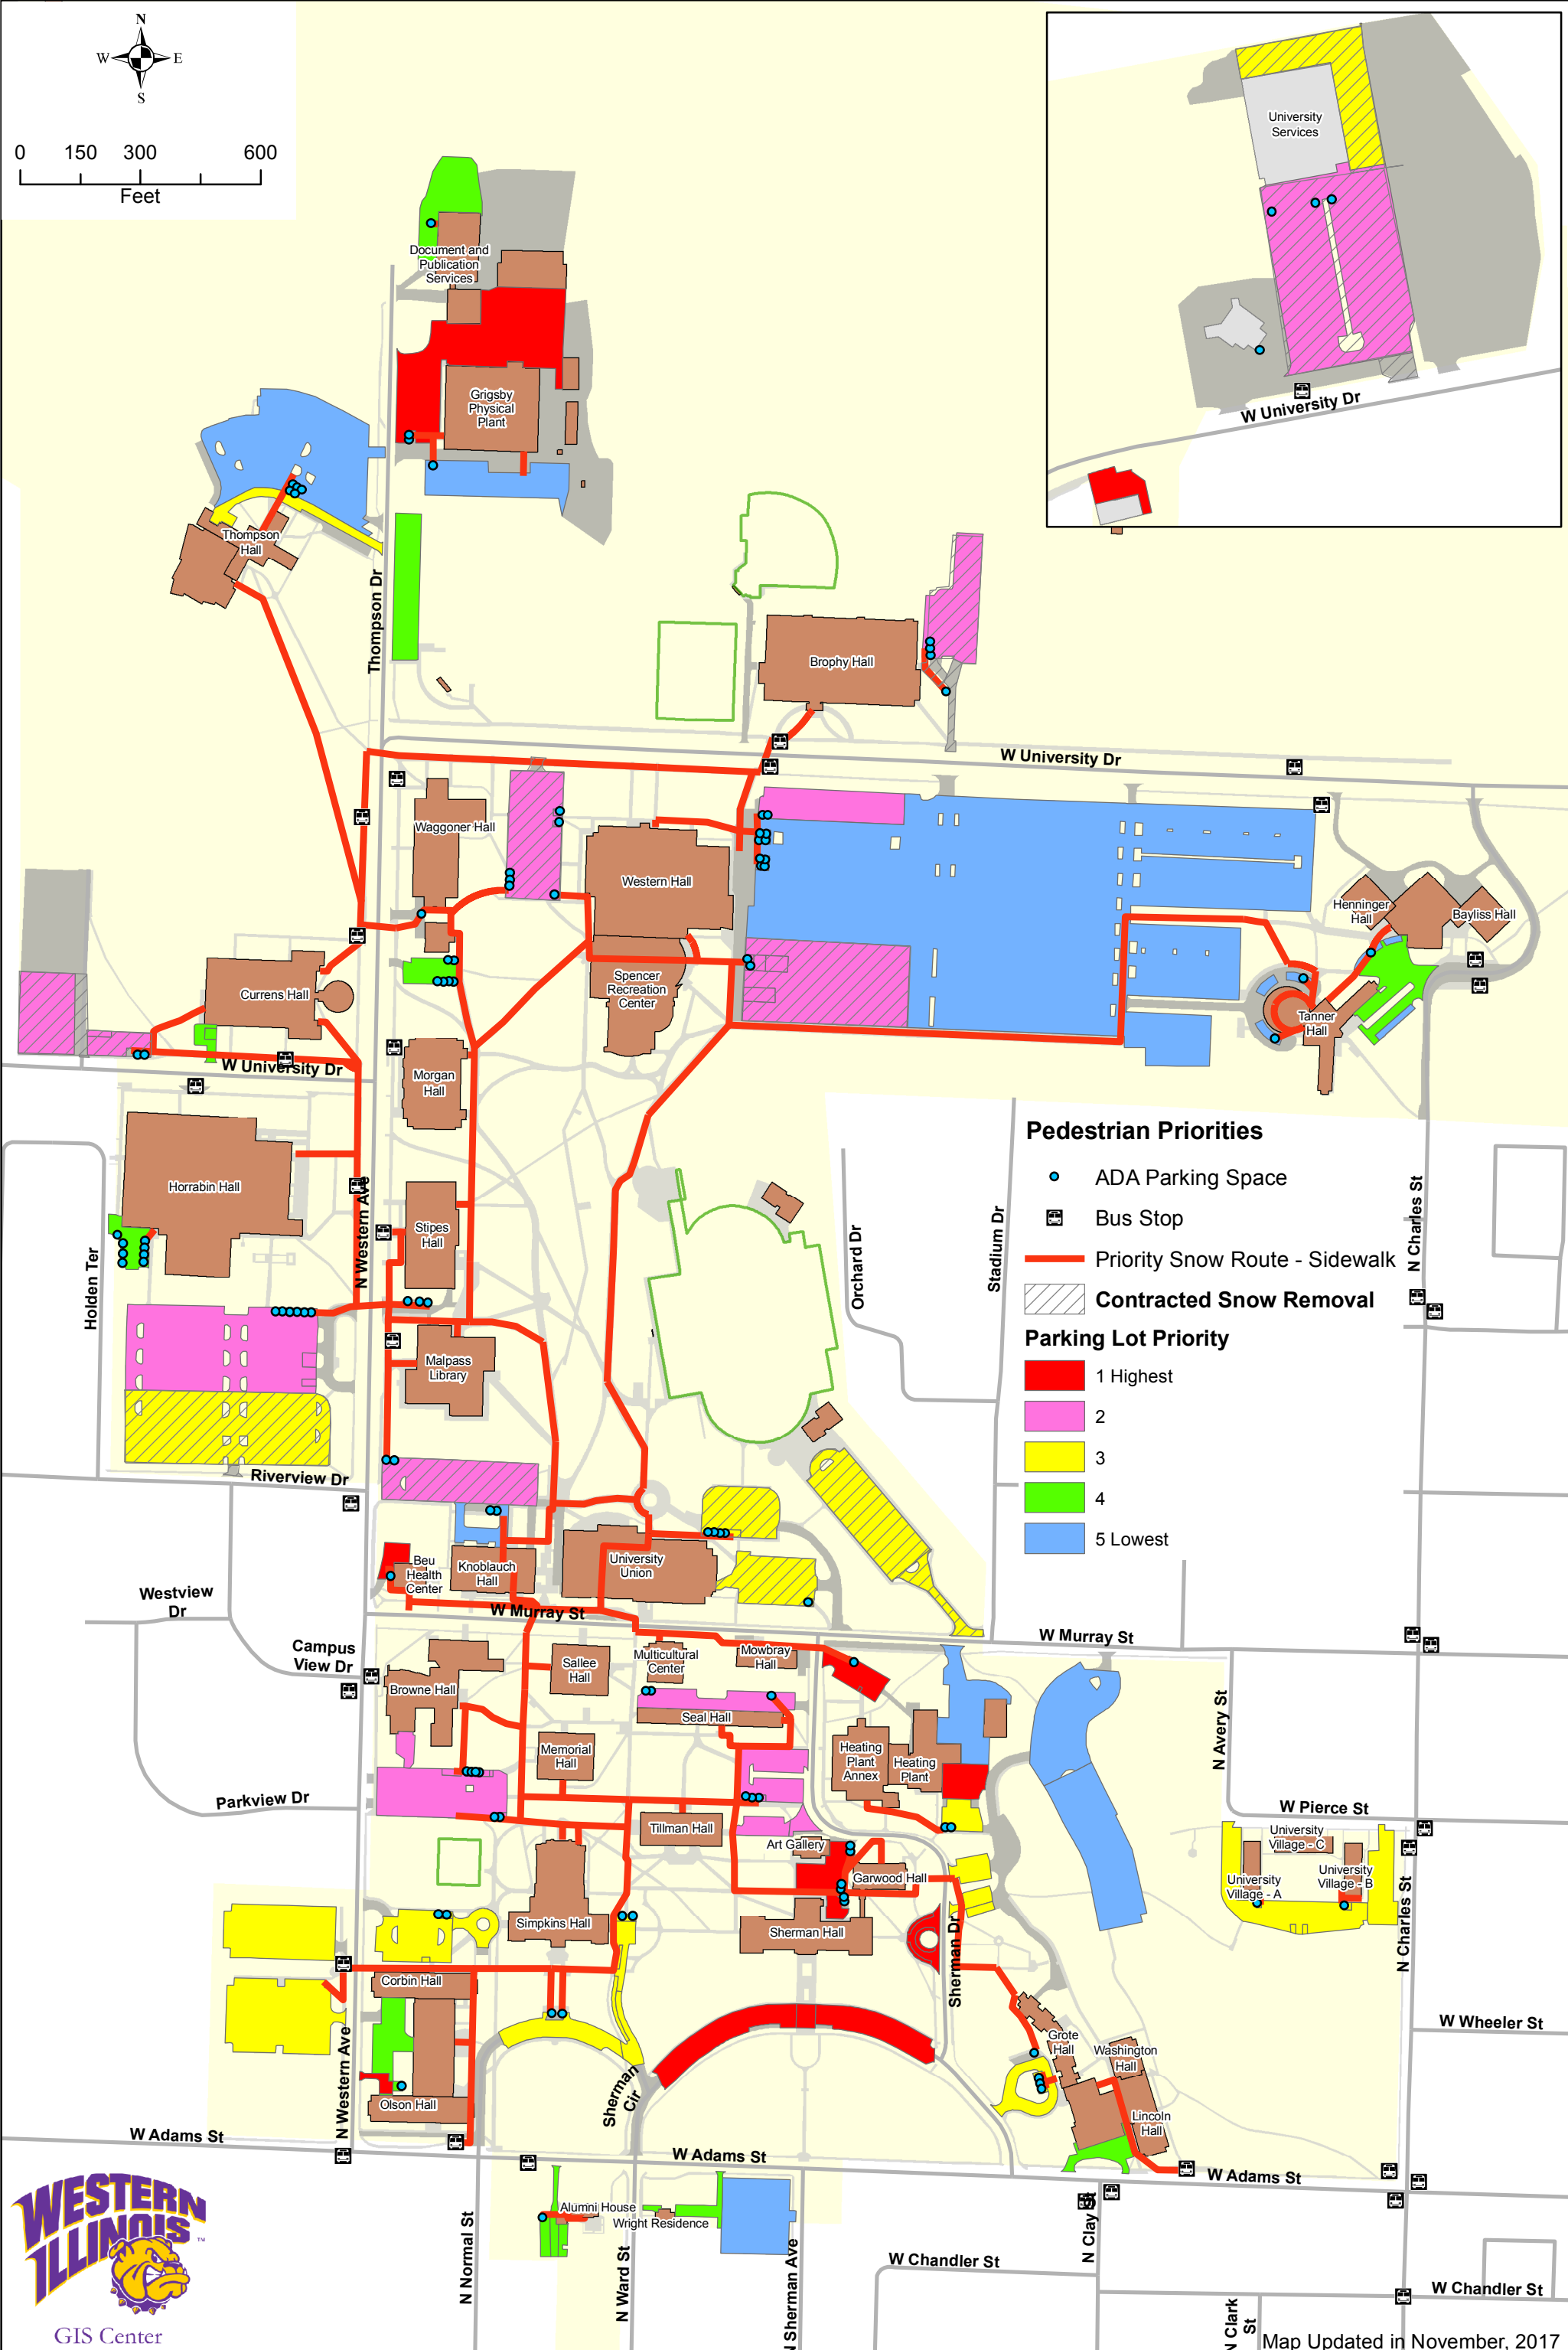 N
W E
S
0 150 300 600
Feet
University
Services
W University Dr
Document and
Publication
Services
Grigsby
Physical
Plant
Thompson
Hall
Thompson Dr
Brophy Hall
W University Dr
Waggoner Hall
Western Hall
Henninger
Hall
Bayliss Hall
Currens Hall
Spencer
Recreation
Center
Tanner
Hall
W University Dr
Morgan
Hall
Horrabin Hall
Stipes
Hall
N Western Ave
Holden Ter
Orchard Dr
Stadium Dr
N Charles St
Pedestrian Priorities
ADA Parking Space
Bus Stop
Priority Snow Route - Sidewalk
Contracted Snow Removal
Parking Lot Priority
1 Highest
2
3
4
5 Lowest
Malpass
Library
Riverview Dr
Beu
Health
Center
Knoblauch
Hall
University
Union
Westview
Dr
W Murray St
W Murray St
Campus
View Dr
Browne Hall
Sallee
Hall
Multicultural
Center
Mowbray
Hall
Seal Hall
Memorial
Hall
Heating
Plant
Annex
Heating
Plant
N Avery St
Parkview Dr
W Pierce St
Tillman Hall
Art Gallery
Garwood Hall
University
Village - C
University
Village - A
University
Village - B
Simpkins Hall
Sherman Hall
Sherman Dr
N Charles St
Corbin Hall
Grote
Hall
Washington
Hall
W Wheeler St
N Western Ave
Olson Hall
Sherman
Cir
Lincoln
Hall
W Adams St
W Adams St
W Adams St
Alumni House
Wright Residence
N Normal St
N Ward St
N Sherman Ave
N Clay St
W Chandler St
W Chandler St
N Clark
St
WESTERN
ILLINOIS
TM
GIS Center
Map Updated in November, 2017